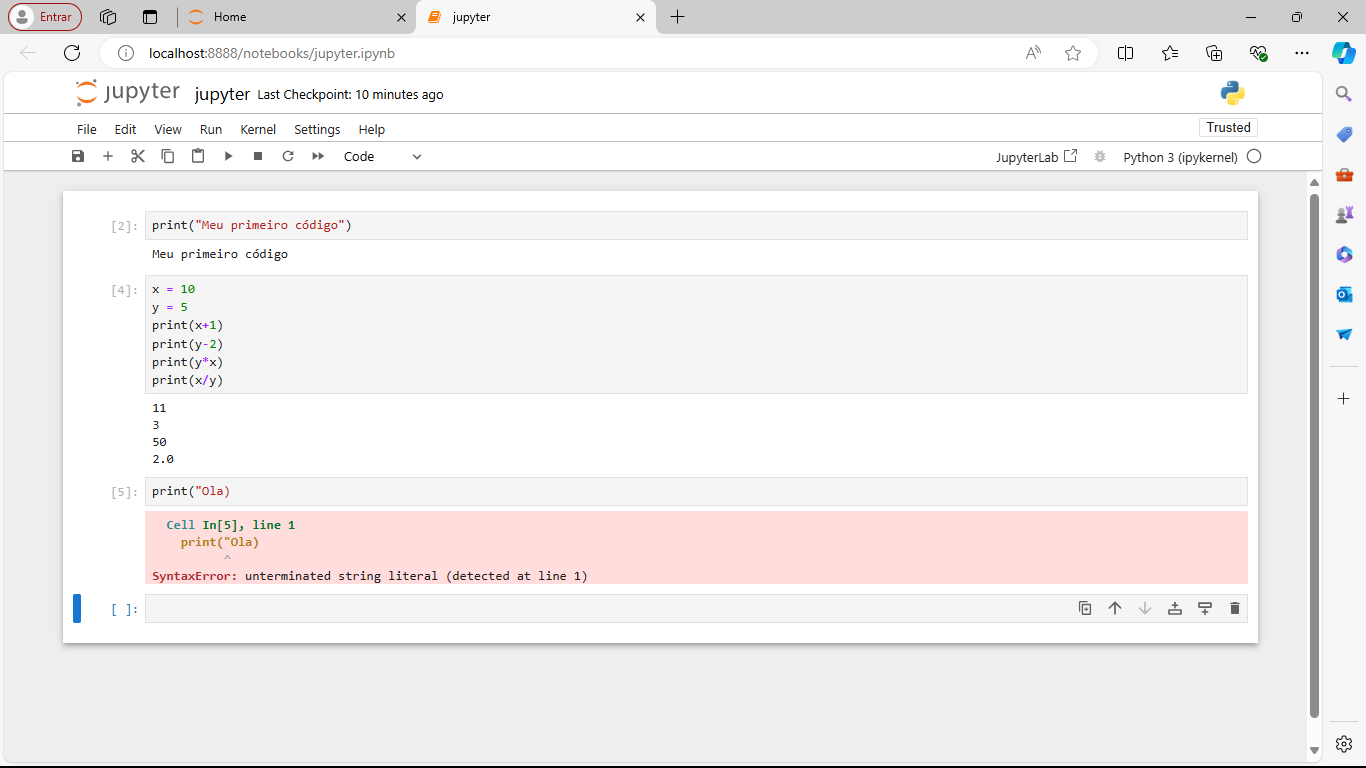 Entrar
Home
jupyter
localhost:8888/notebooks/jupyter.ipynb
jupyter jupyter Last Checkpoint: 10 minutes ago
File Edit View Run Kernel Settings Help
Trusted
Code
JupyterLab
Python 3 (ipykernel)
[2]: print("Meu primeiro código")
Meu primeiro código
[4]: x = 10
y = 5
print(x+1)
print(y-2)
print(y*x)
print(x/y)
11
3
50
2.0
[5]: print("Ola)
Cell In[5], line 1
print("Ola)
^
SyntaxError: unterminated string literal (detected at line 1)
[ ]: